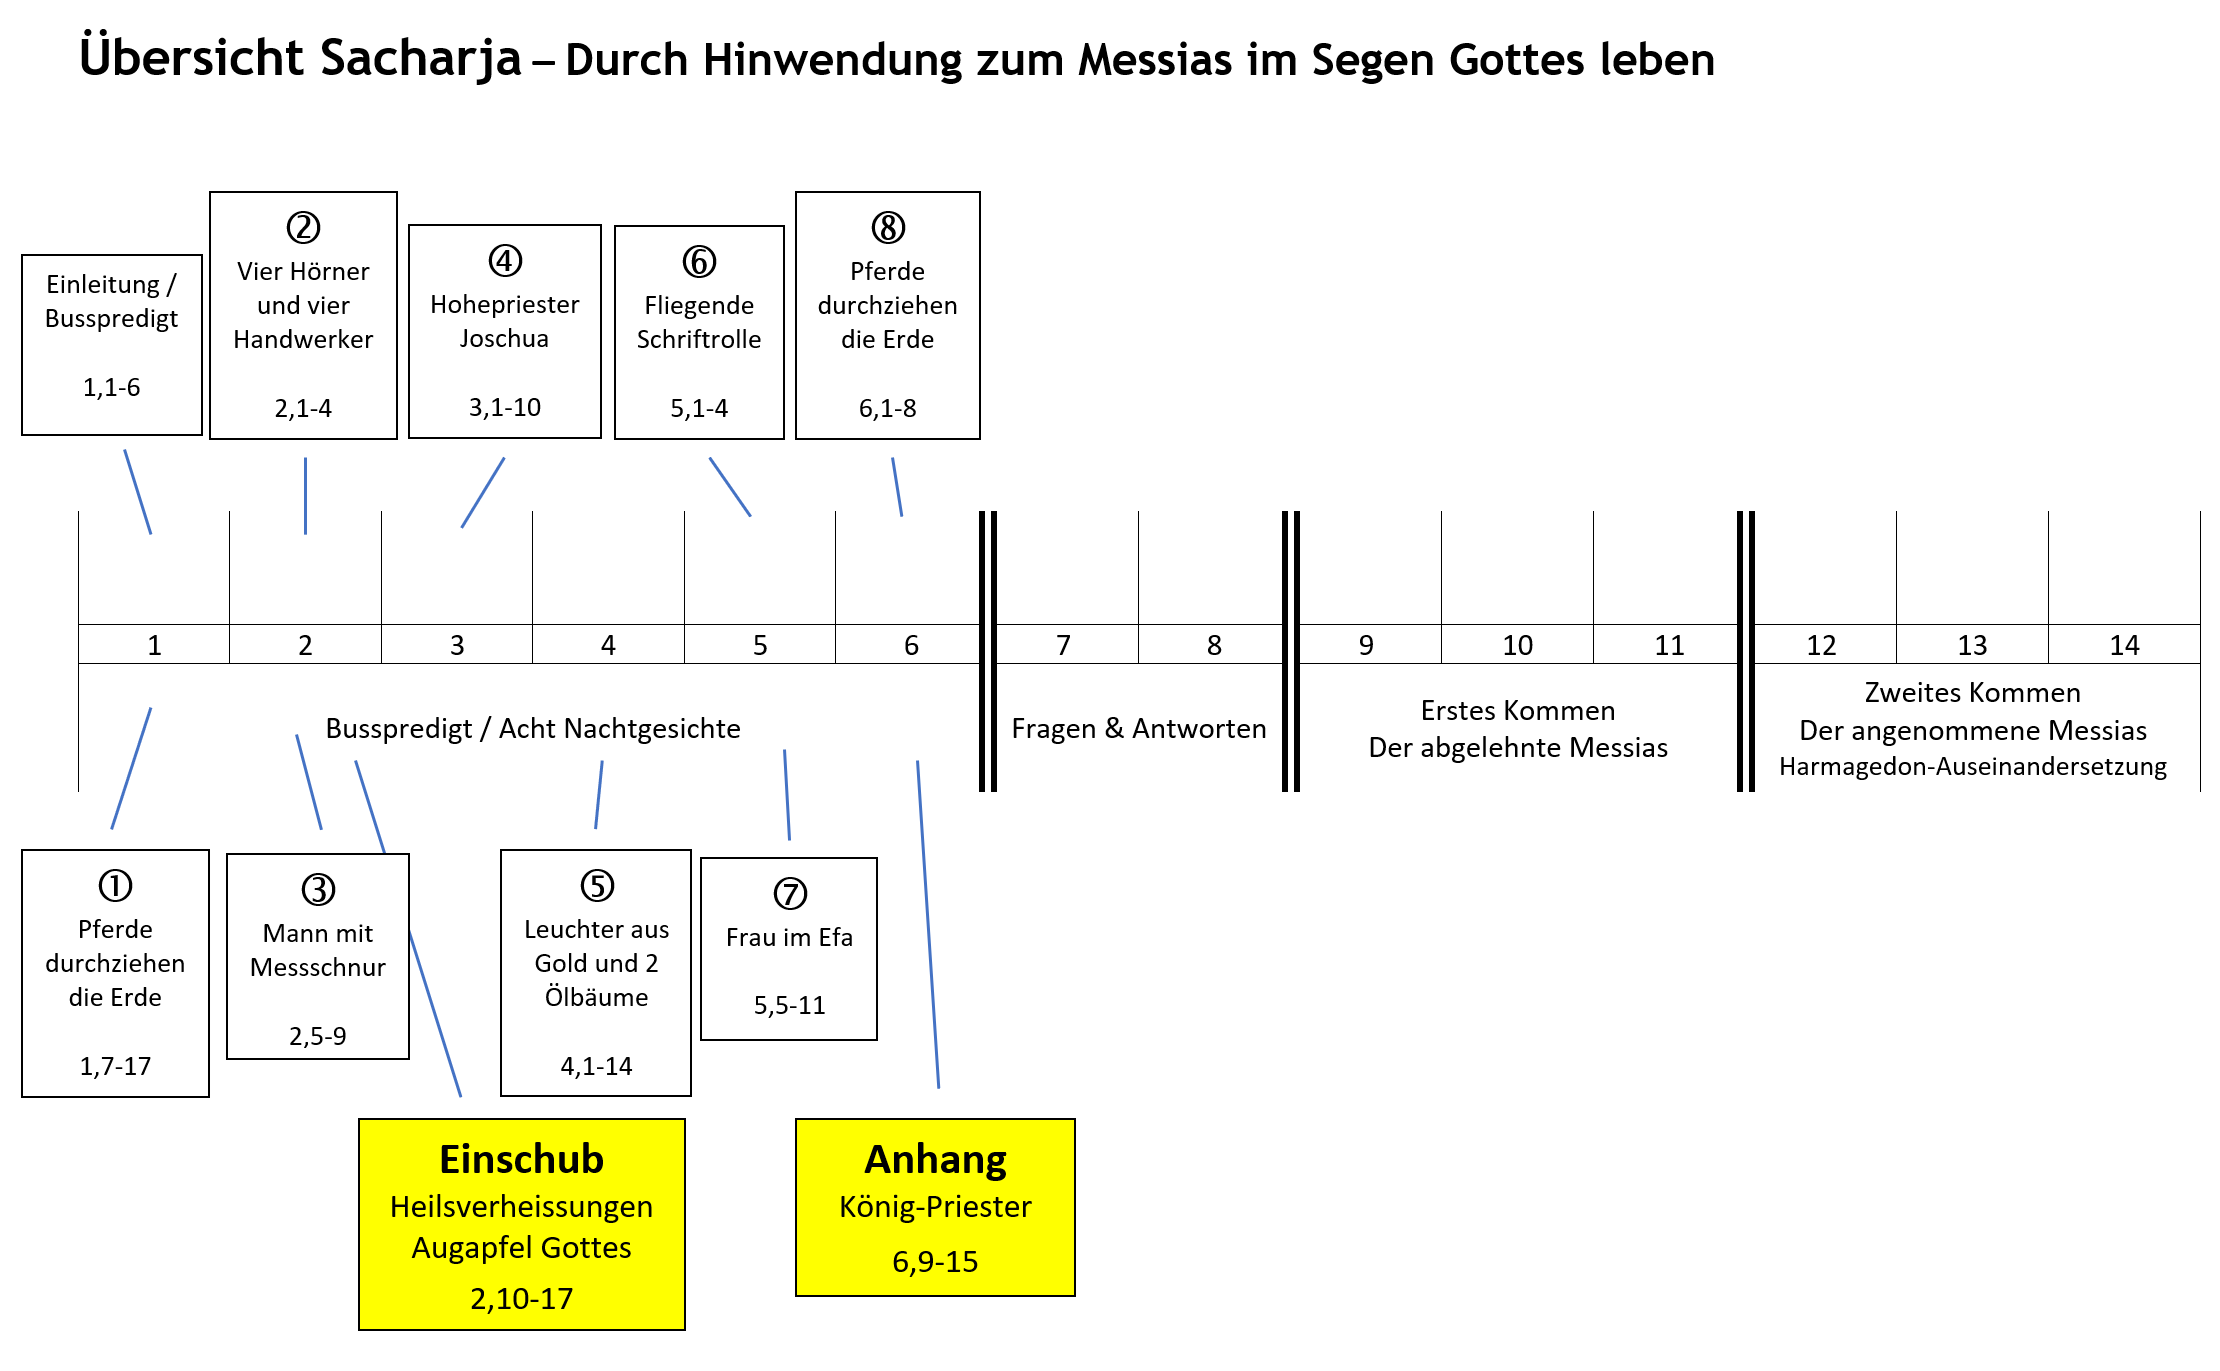 Übersicht Sacharja – Durch Hinwendung zum Messias im Segen Gottes leben
Einleitung /
Busspredigt
1,1-6
②
Vier Hörner
und vier
Handwerker
2,1-4
④
Hohepriester
Joschua
3,1-10
⑥
Fliegende
Schriftrolle
5,1-4
⑧
Pferde
durchziehen
die Erde
6,1-8
1 2 3 4 5 6 7 8 9 10 11 12 13 14
Busspredigt / Acht Nachtgesichte
Fragen & Antworten
Erstes Kommen
Der abgelehnte Messias
Zweites Kommen
Der angenommene Messias
Harmagedon-Auseinandersetzung
①
Pferde
durchziehen
die Erde
1,7-17
③
Mann mit
Messschnur
2,5-9
⑤
Leuchter aus
Gold und 2
Ölbäume
4,1-14
⑦
Frau im Efa
5,5-11
Einschub
Heilsverheissungen
Augapfel Gottes
2,10-17
Anhang
König-Priester
6,9-15